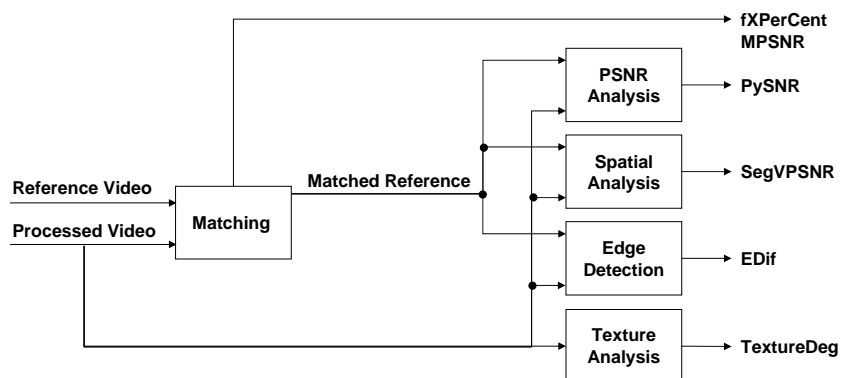 fXPerCent
MPSNR
PSNR
Analysis
PySNR
Spatial
Analysis
SegVPSNR
Reference Video
Matched Reference
Matching
Processed Video
Edge
Detection
EDif
Texture
Analysis
TextureDeg